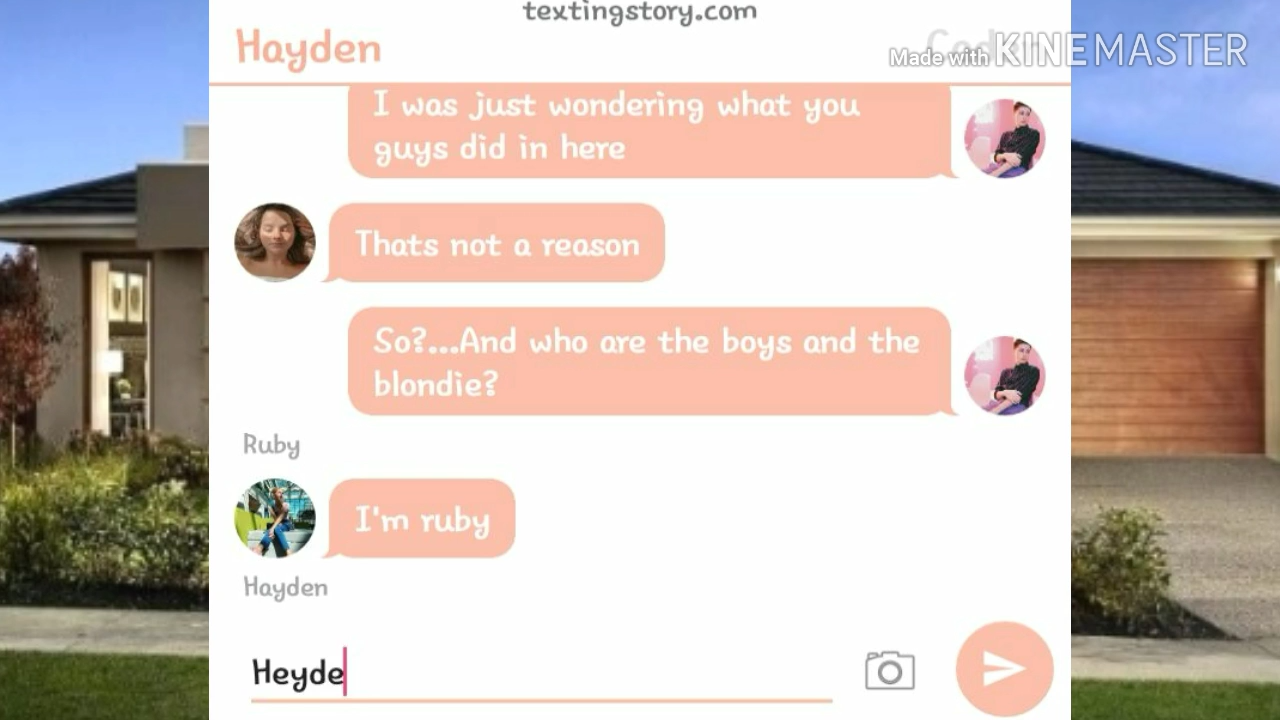 textingstory.com
Hayden
Made with KINEMASTER
I was just wondering what you
guys did in here
Thats not a reason
So?...And who are the boys and the
blondie?
Ruby
I'm ruby
Hayden
Heyde